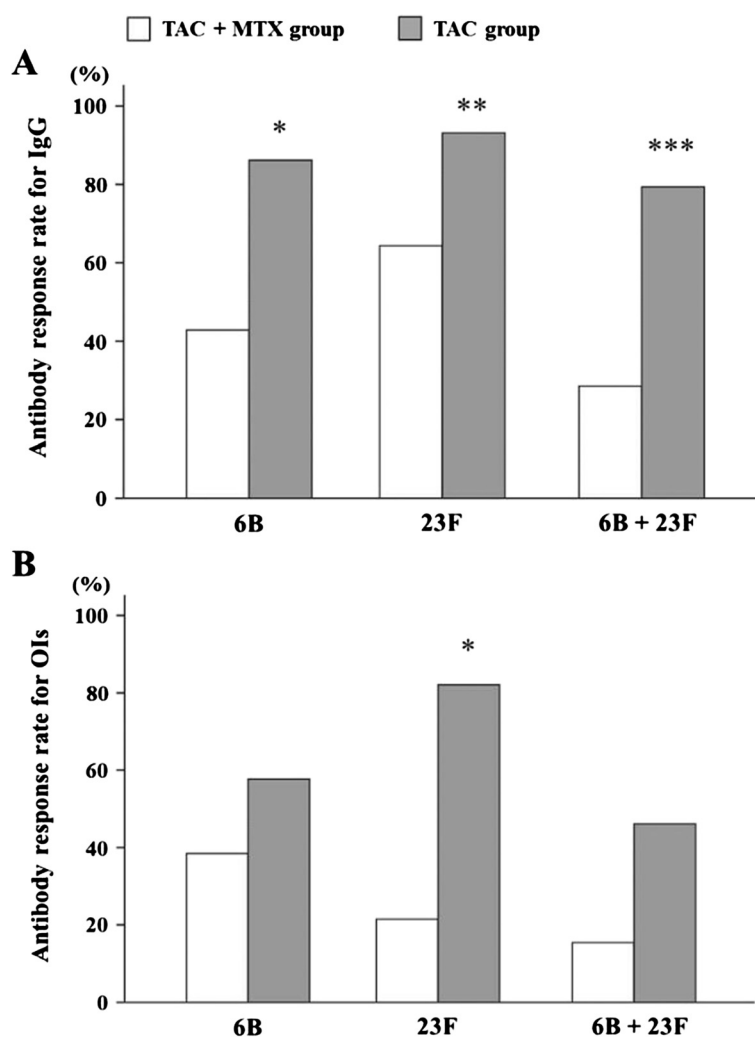 TAC + MTX group TAC group
A
(%)
Antibody response rate for IgG
100
80
60
40
20
0
*
**
***
6B 23F 6B + 23F
B
(%)
Antibody response rate for OIs
100
80
60
40
20
0
*
6B 23F 6B + 23F